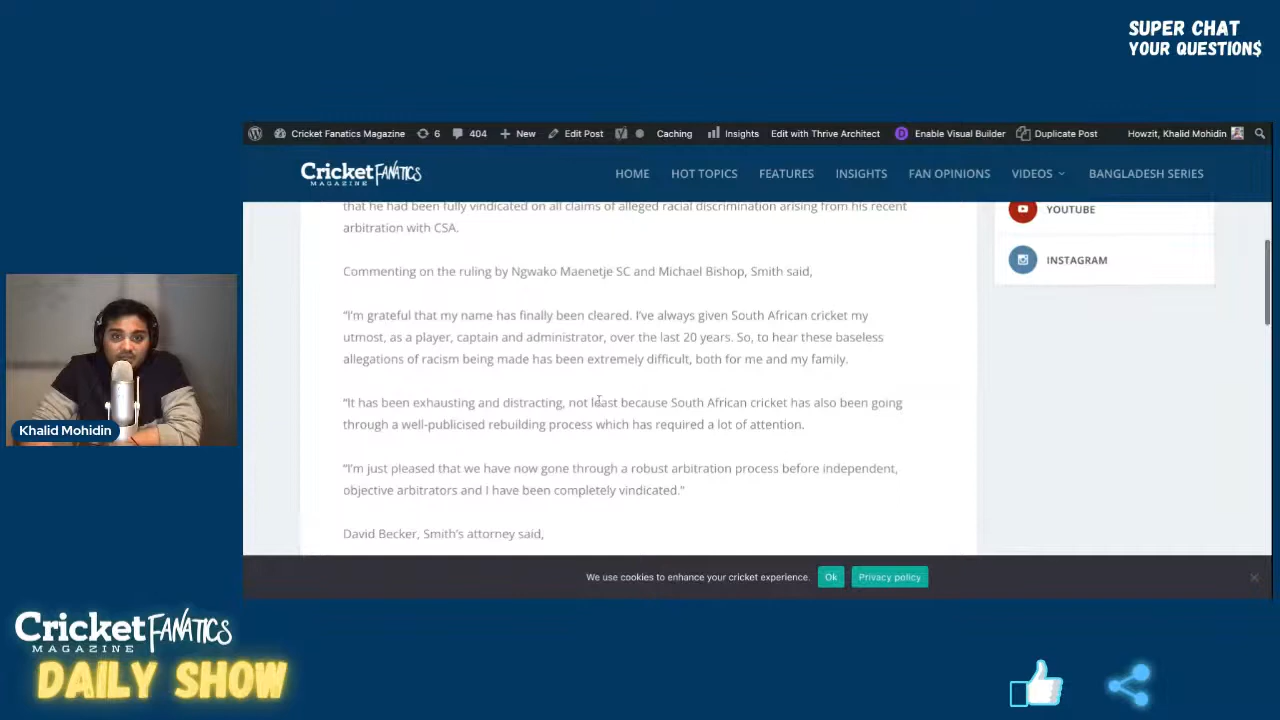 SUPER CHAT
YOUR QUESTION$
Cricket Fanatics Magazine 6 404 New Edit Post Caching Insights Edit with Thrive Architect Enable Visual Builder Duplicate Post Howzit, Khalid Mohidin
Cricket FANATICS
MAGAZINE
HOME HOT TOPICS FEATURES INSIGHTS FAN OPINIONS VIDEOS BANGLADESH SERIES
that he had been fully vindicated on all claims of alleged racial discrimination arising from his recent
arbitration with CSA.
YOUTUBE
INSTAGRAM
Commenting on the ruling by Ngwako Maenetje SC and Michael Bishop, Smith said,
“I’m grateful that my name has finally been cleared. I’ve always given South African cricket my
utmost, as a player, captain and administrator, over the last 20 years. So, to hear these baseless
allegations of racism being made has been extremely difficult, both for me and my family.
“It has been exhausting and distracting, not least because South African cricket has also been going
through a well-publicised rebuilding process which has required a lot of attention.
“I’m just pleased that we have now gone through a robust arbitration process before independent,
objective arbitrators and I have been completely vindicated.”
David Becker, Smith’s attorney said,
We use cookies to enhance your cricket experience. Ok Privacy policy
Khalid Mohidin
Cricket FANATICS
MAGAZINE
DAILY SHOW